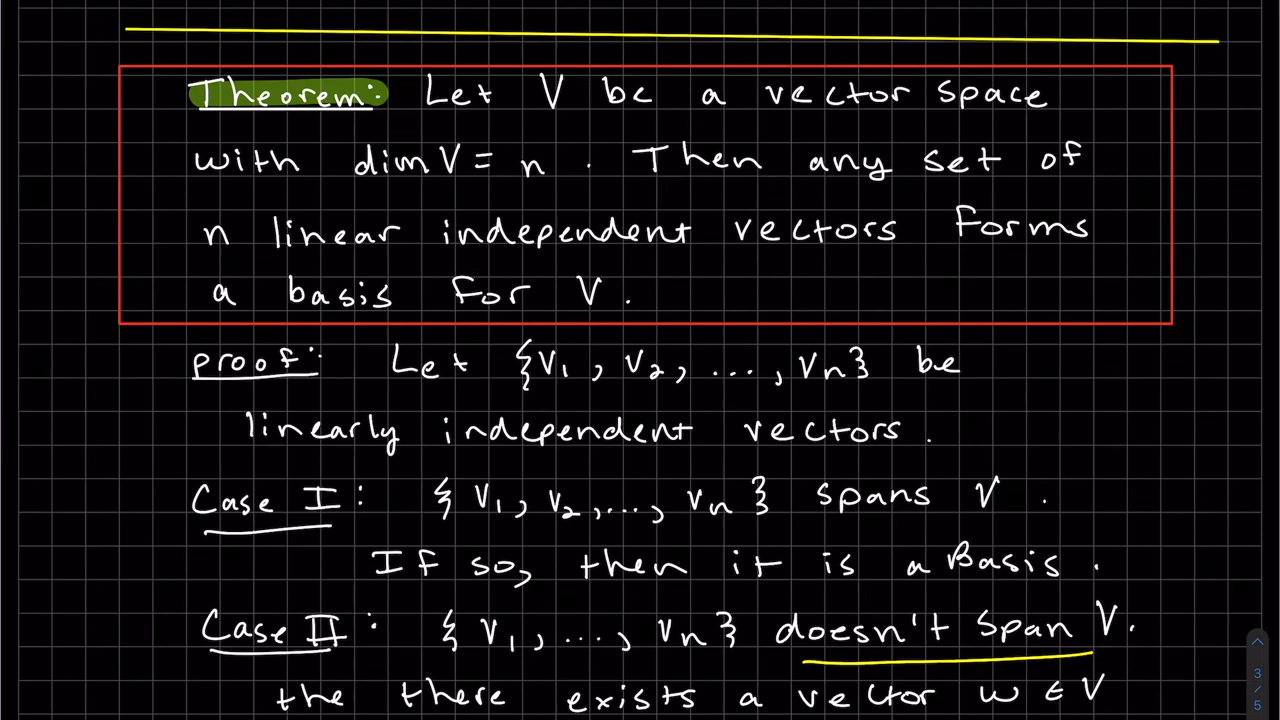 Theorem: Let V be a vector space
with dim V = n . Then any set of
n linear independent vectors forms
a basis for V .
proof: Let {v1 , v2 , ... , vn} be
linearly independent vectors .
Case I : { v1 , v2 , ... , vn } spans V .
If so, then it is a Basis .
Case II : { v1 , ... , vn } doesn't span V .
the there exists a vector w ∈ V
3 / 5